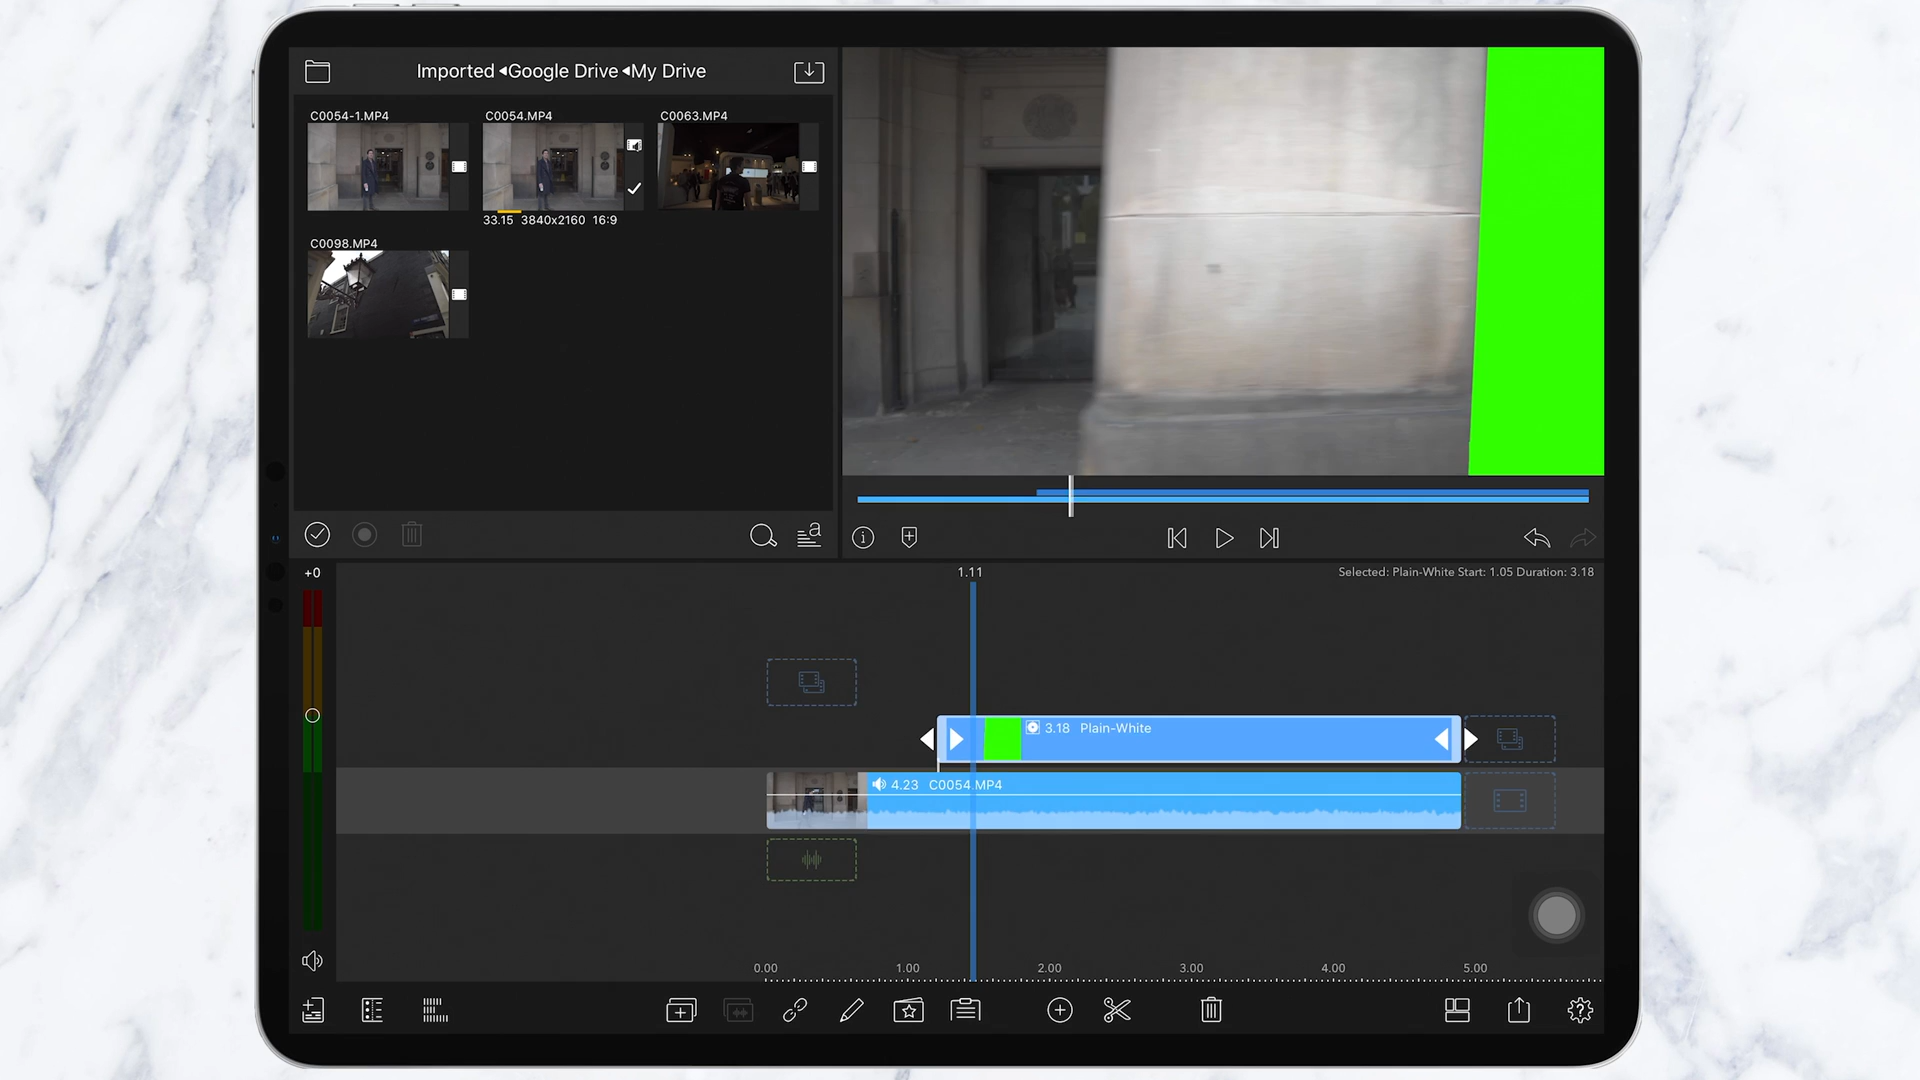 Imported ◂Google Drive ◂My Drive
C0054-1.MP4
C0054.MP4
C0063.MP4
33.15 3840x2160 16:9
C0098.MP4
+0
1.11
Selected: Plain-White Start: 1.05 Duration: 3.18
3.18 Plain-White
4.23 C0054.MP4
0.00 1.00 2.00 3.00 4.00 5.00